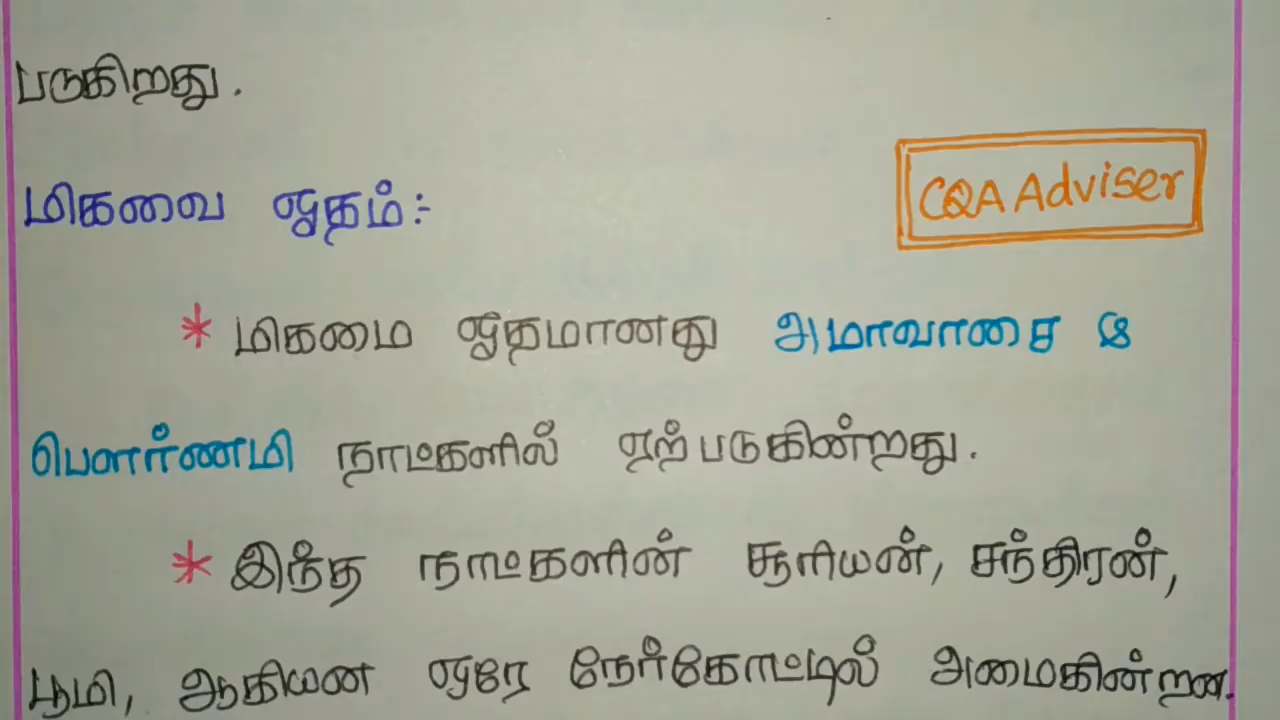 படுகிறது.
மிகவை ஓதம்:-
CQA Adviser
* மிகமை ஓதமானது அமாவாசை &
பௌர்ணமி நாட்களில் ஏற்படுகின்றது.
* இந்த நாட்களின் சூரியன், சந்திரன்,
பூமி, ஆகியன ஒரே நேர்கோட்டில் அமைகின்றன.